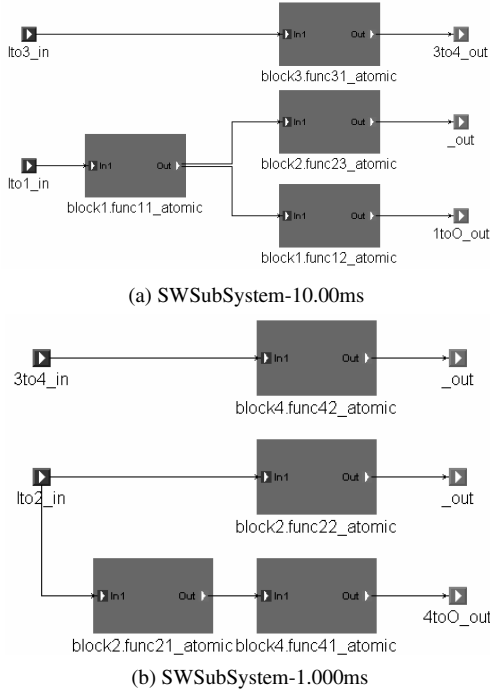 In1 Out
Ito3_in block3.func31_atomic 3to4_out
In1 Out _out
In1 Out block2.func23_atomic
Ito1_in block1.func11_atomic
In1 Out
block1.func12_atomic 1toO_out
(a) SWSubSystem-10.00ms
In1 Out
3to4_in block4.func42_atomic _out
In1 Out
Ito2_in block2.func22_atomic _out
In1 Out In1 Out
block2.func21_atomic block4.func41_atomic 4toO_out
(b) SWSubSystem-1.000ms